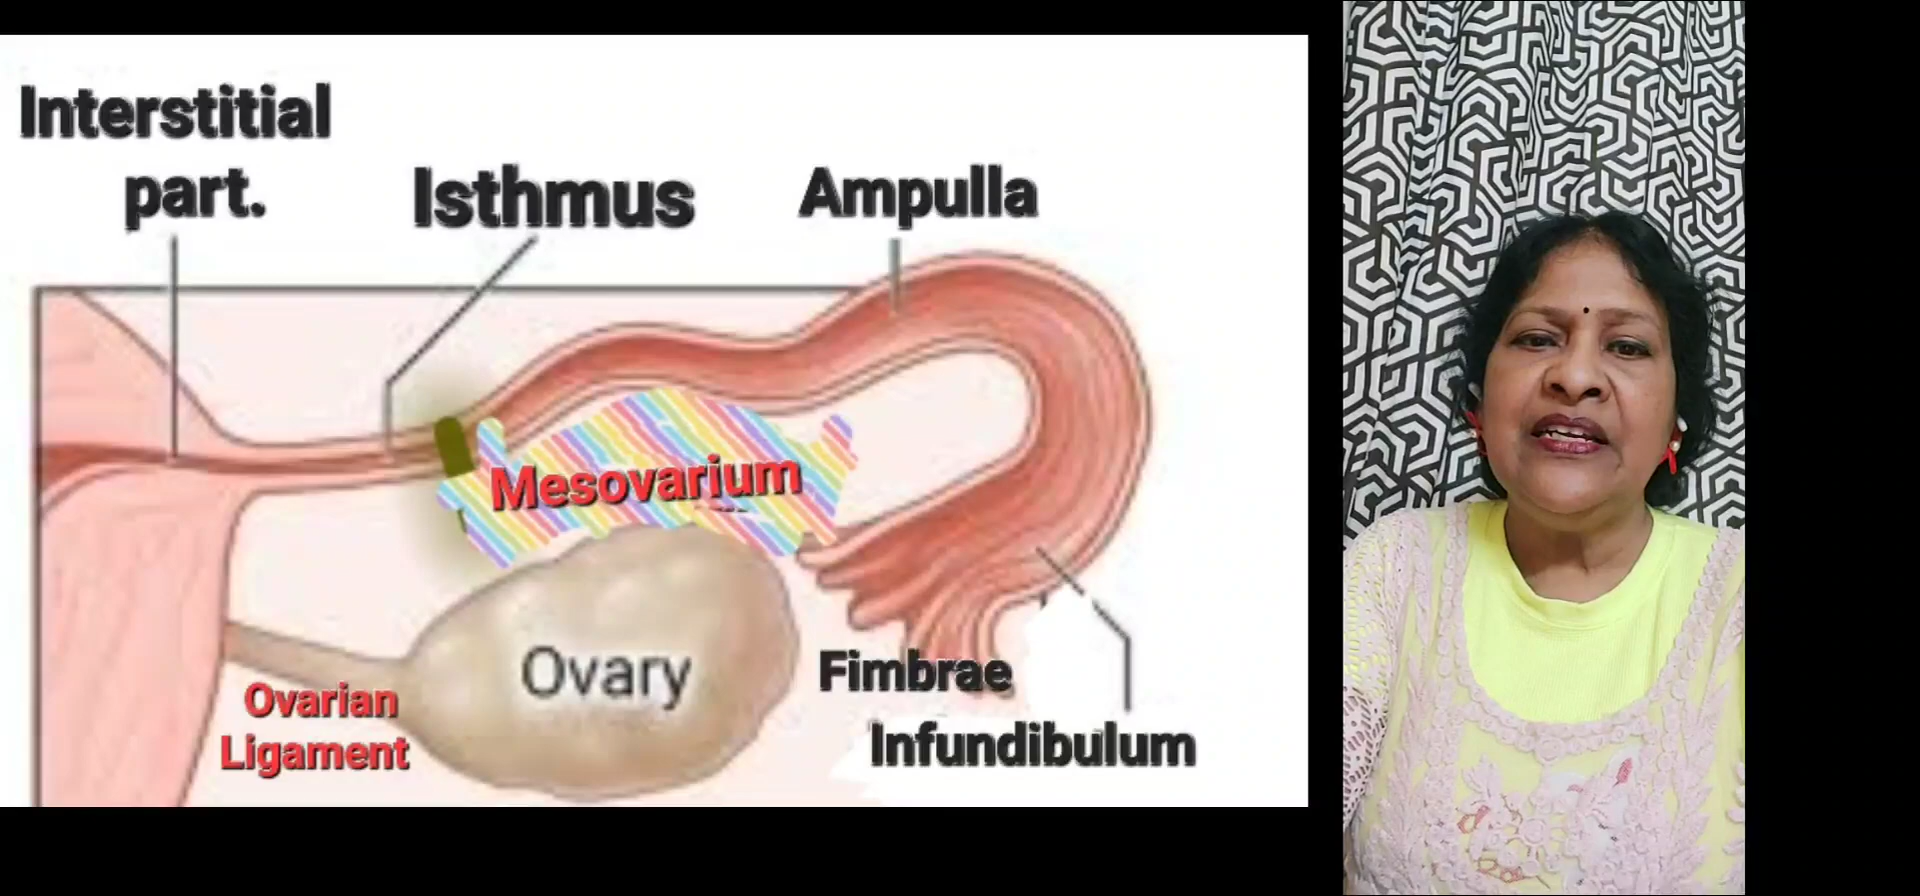 Interstitial
part.
Isthmus
Ampulla
Mesovarium
Ovary
Ovarian
Ligament
Fimbrae
Infundibulum